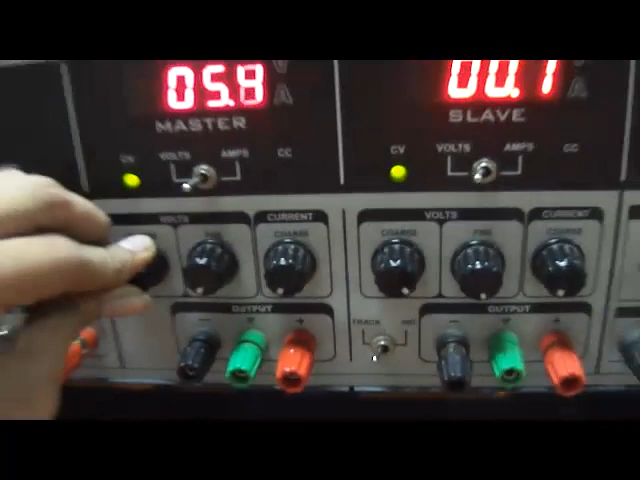 05.8 V
A
MASTER
CV VOLTS AMPS CC
00.1
A
SLAVE
CV VOLTS AMPS CC
VOLTS CURRENT
FINE COARSE
OUTPUT
- +
VOLTS CURRENT
COARSE FINE COARSE
TRACK IND
OUTPUT
- +